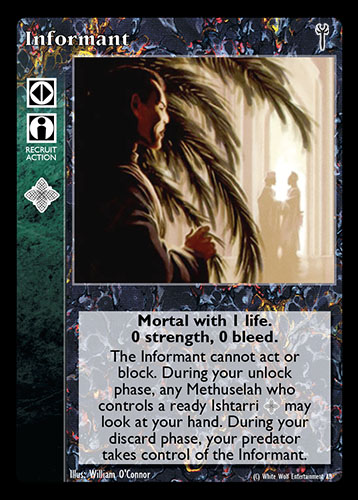 Informant
RECRUIT
ACTION
Mortal with 1 life.
0 strength, 0 bleed.
The Informant cannot act or
block. During your unlock
phase, any Methuselah who
controls a ready Ishtarri may
look at your hand. During your
discard phase, your predator
takes control of the Informant.
Illus: William O'Connor
(C) White Wolf Entertainment AB